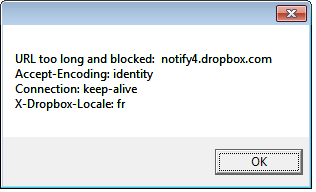 URL too long and blocked:  notify4.dropbox.com
Accept-Encoding: identity
Connection: keep-alive
X-Dropbox-Locale: fr
OK